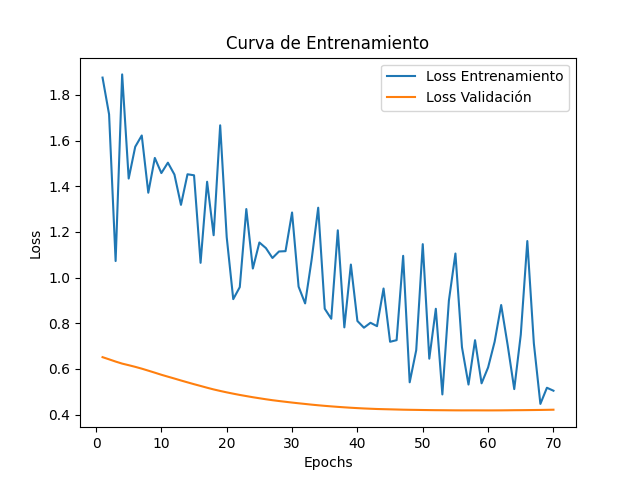 Curva de Entrenamiento
Loss Entrenamiento
Loss Validación
Loss
1.8
1.6
1.4
1.2
1.0
0.8
0.6
0.4
0 10 20 30 40 50 60 70
Epochs